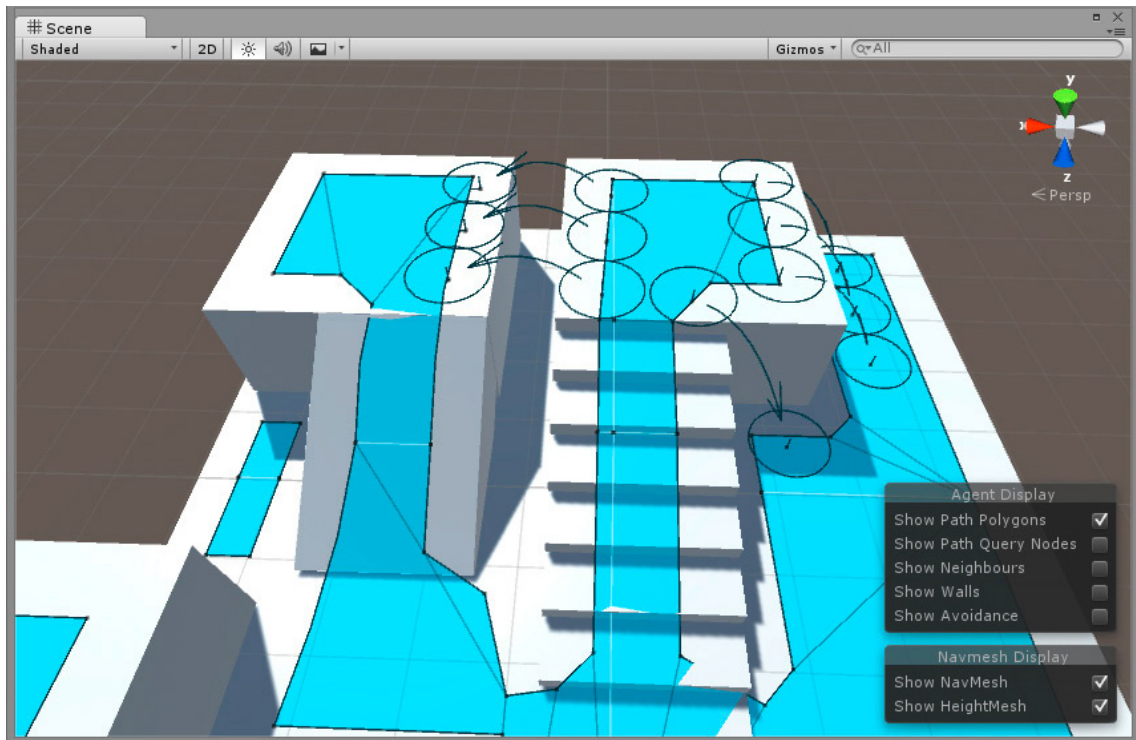 Scene
Shaded
2D
Gizmos
All
y
x
z
Persp
Agent Display
Show Path Polygons
Show Path Query Nodes
Show Neighbours
Show Walls
Show Avoidance
Navmesh Display
Show NavMesh
Show HeightMesh